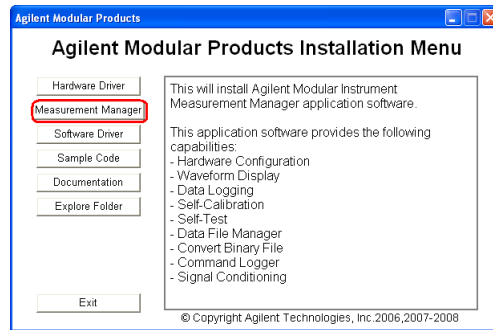 Agilent Modular Products
Agilent Modular Products Installation Menu
Hardware Driver
Measurement Manager
Software Driver
Sample Code
Documentation
Explore Folder
Exit
This will install Agilent Modular Instrument
Measurement Manager application software.
This application software provides the following
capabilities:
- Hardware Configuration
- Waveform Display
- Data Logging
- Self-Calibration
- Self-Test
- Data File Manager
- Convert Binary File
- Command Logger
- Signal Conditioning
© Copyright Agilent Technologies, Inc.2006,2007-2008